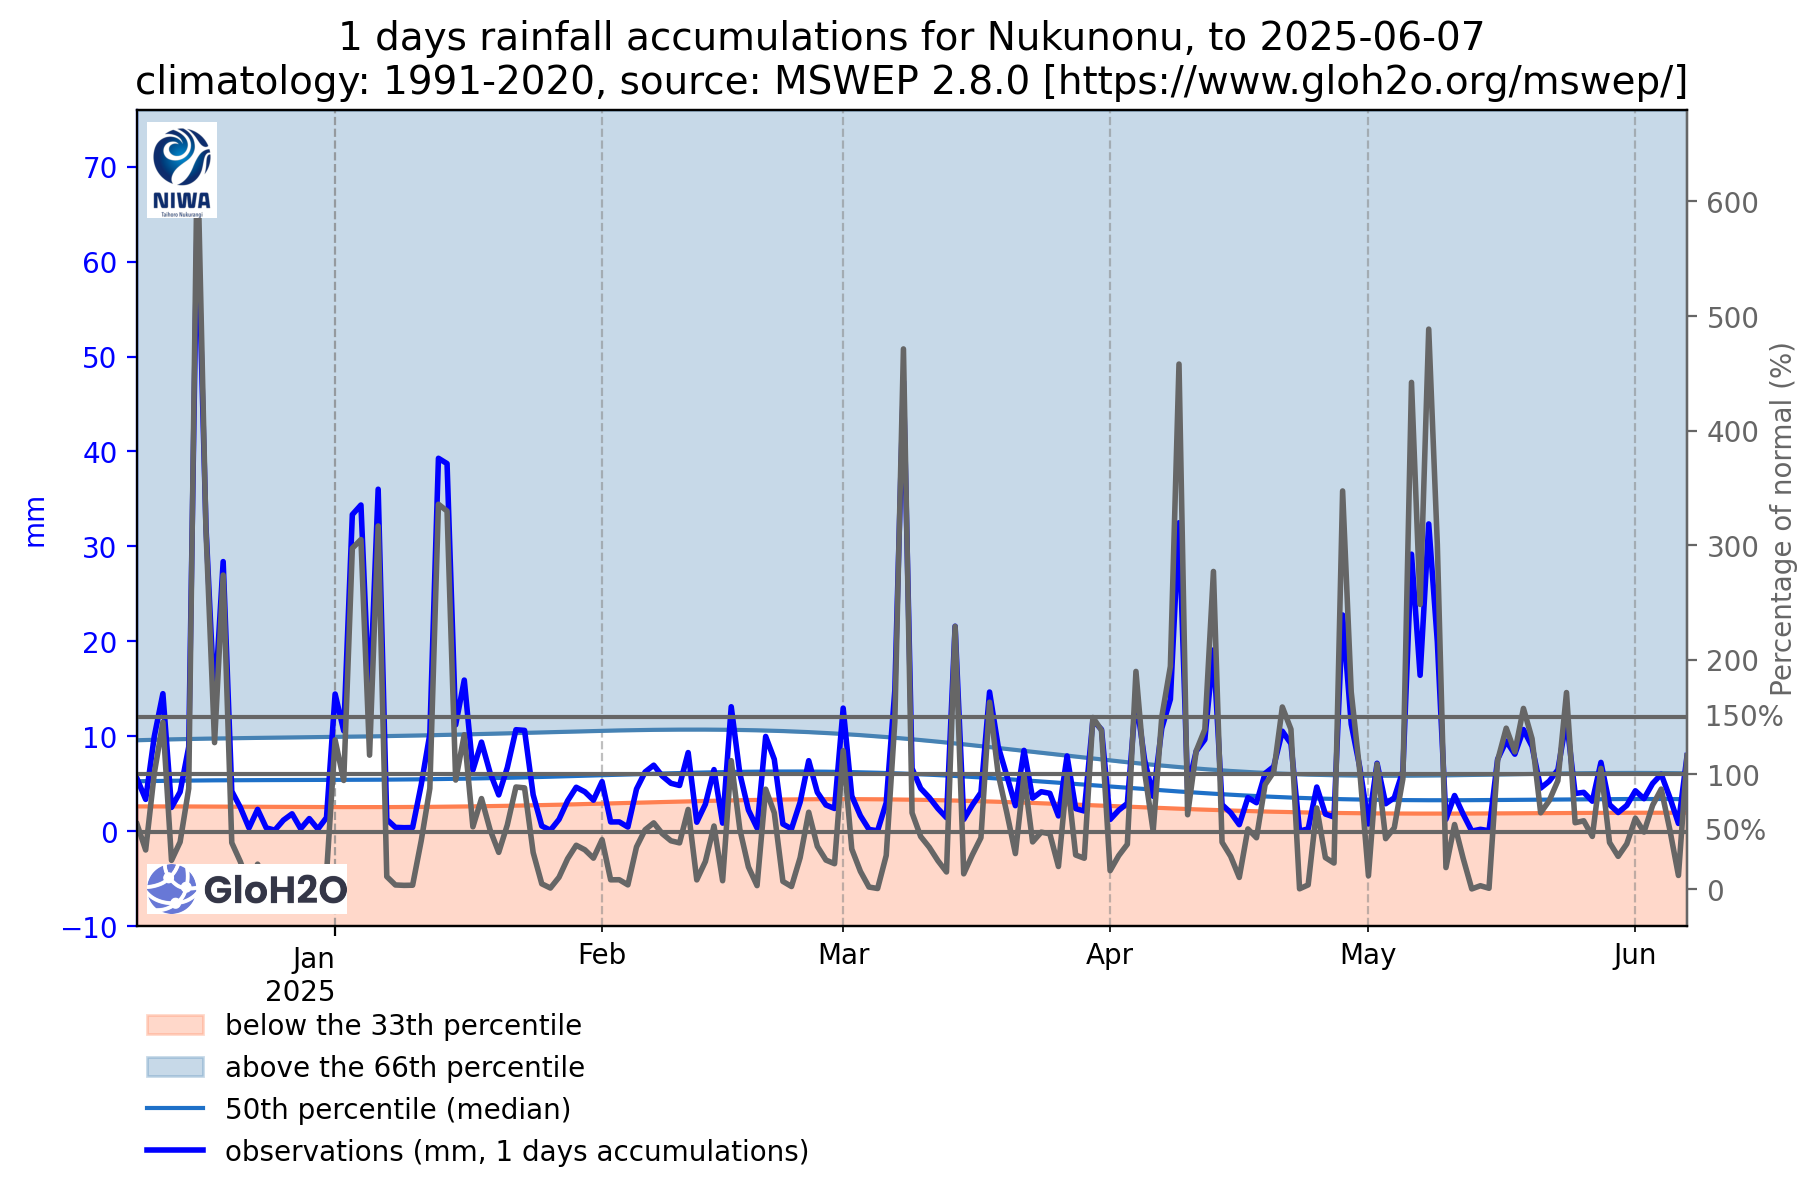 1 days rainfall accumulations for Nukunonu, to 2025-06-07
climatology: 1991-2020, source: MSWEP 2.8.0 [https://www.gloh2o.org/mswep/]
NIWA
Taihoro Nukurangi
70
60
50
40
30
20
10
0
−10
mm
600
500
400
300
200
150%
100
50%
0
Percentage of normal (%)
GloH2O
Jan
2025
Feb
Mar
Apr
May
Jun
below the 33th percentile
above the 66th percentile
50th percentile (median)
observations (mm, 1 days accumulations)